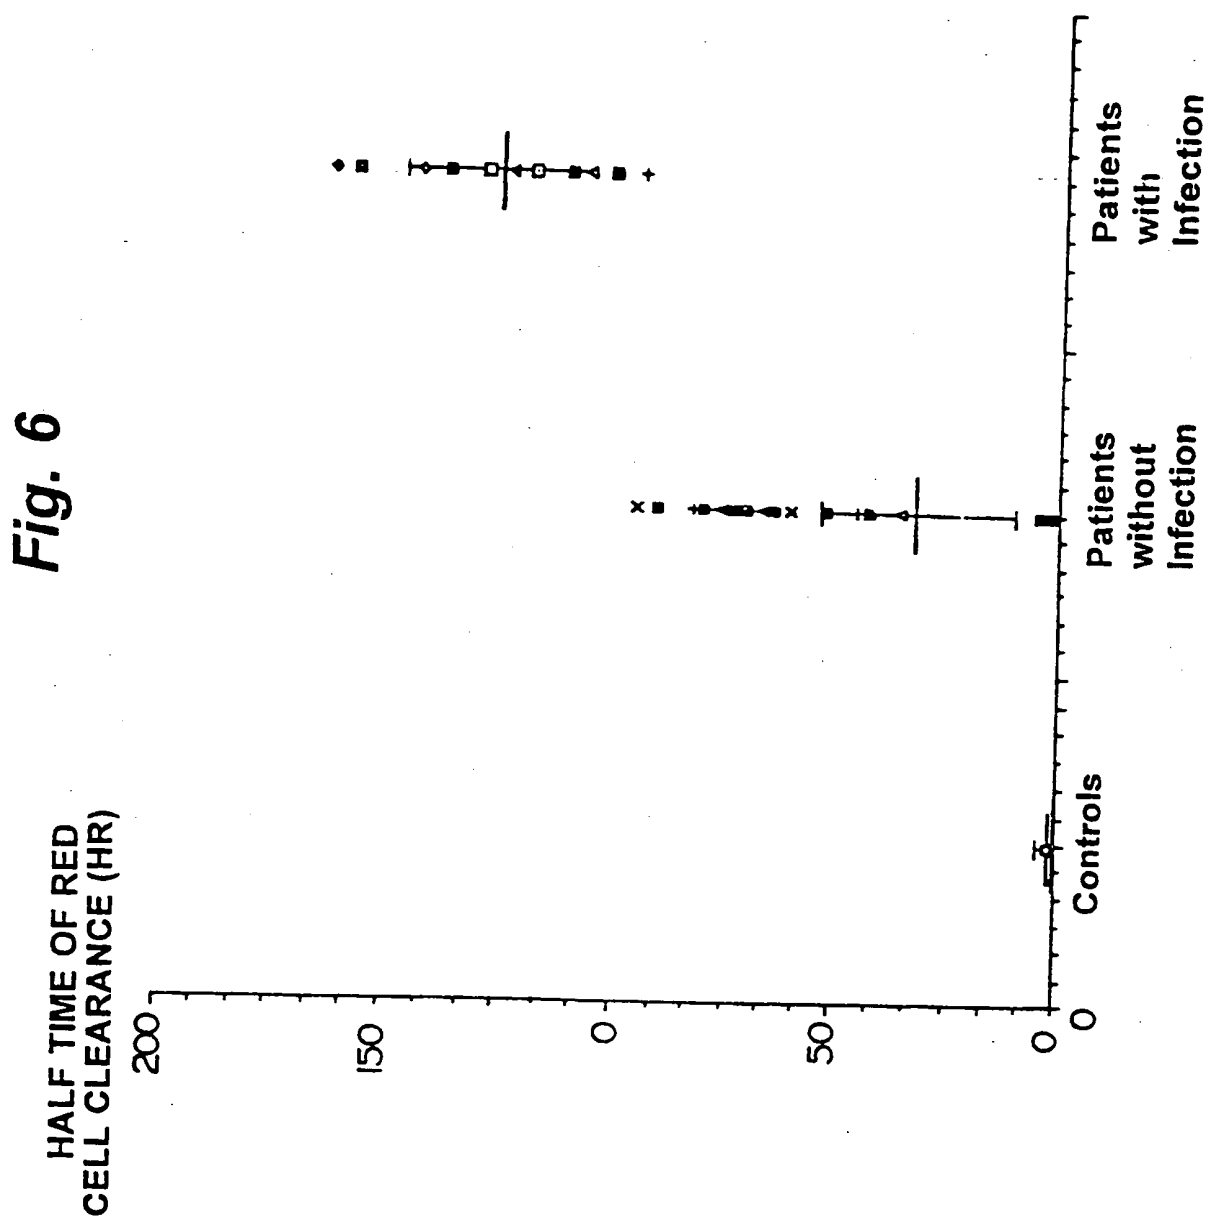 Fig. 6
HALF TIME OF RED
CELL CLEARANCE (HR)
200
150
0
50
0
0
Controls
Patients
without
Infection
Patients
with
Infection